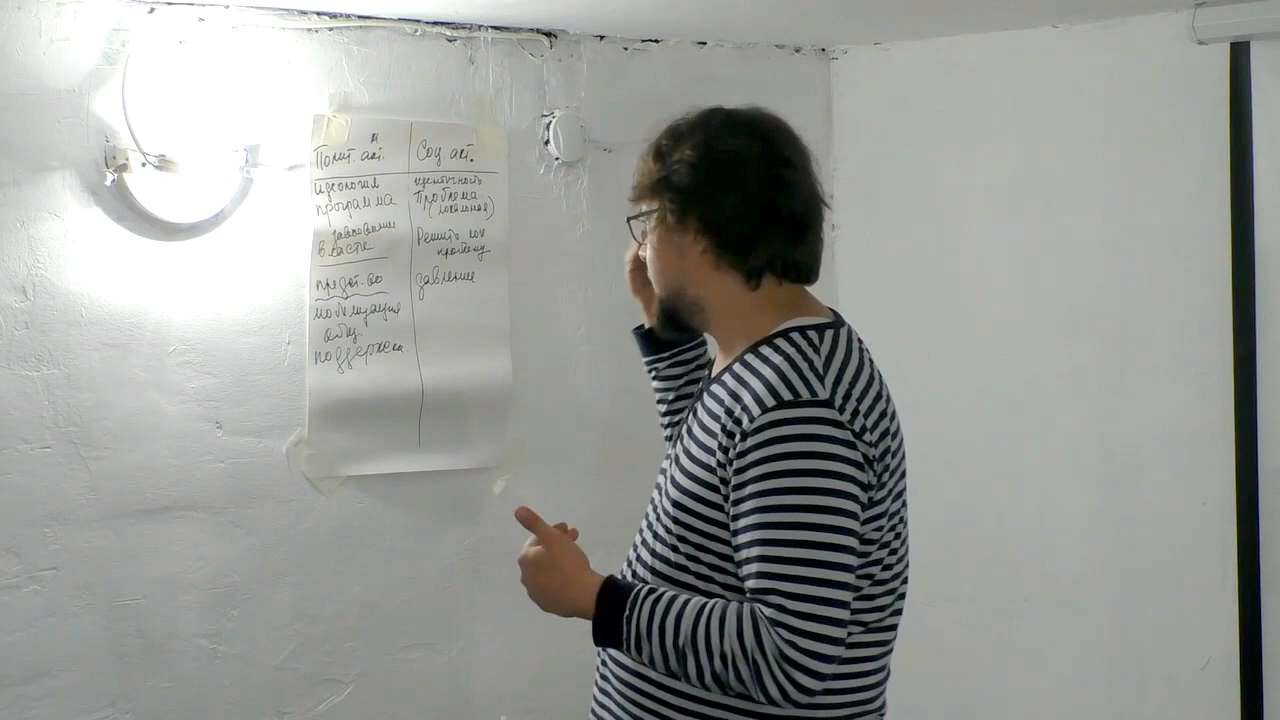 Полит. акт.
Соц акт.
идеология
программа
завоевание
власти
предст-во
мобилизация
общ.
поддержка
идентичность
Проблема
(локальная)
Решить
проблему
давление